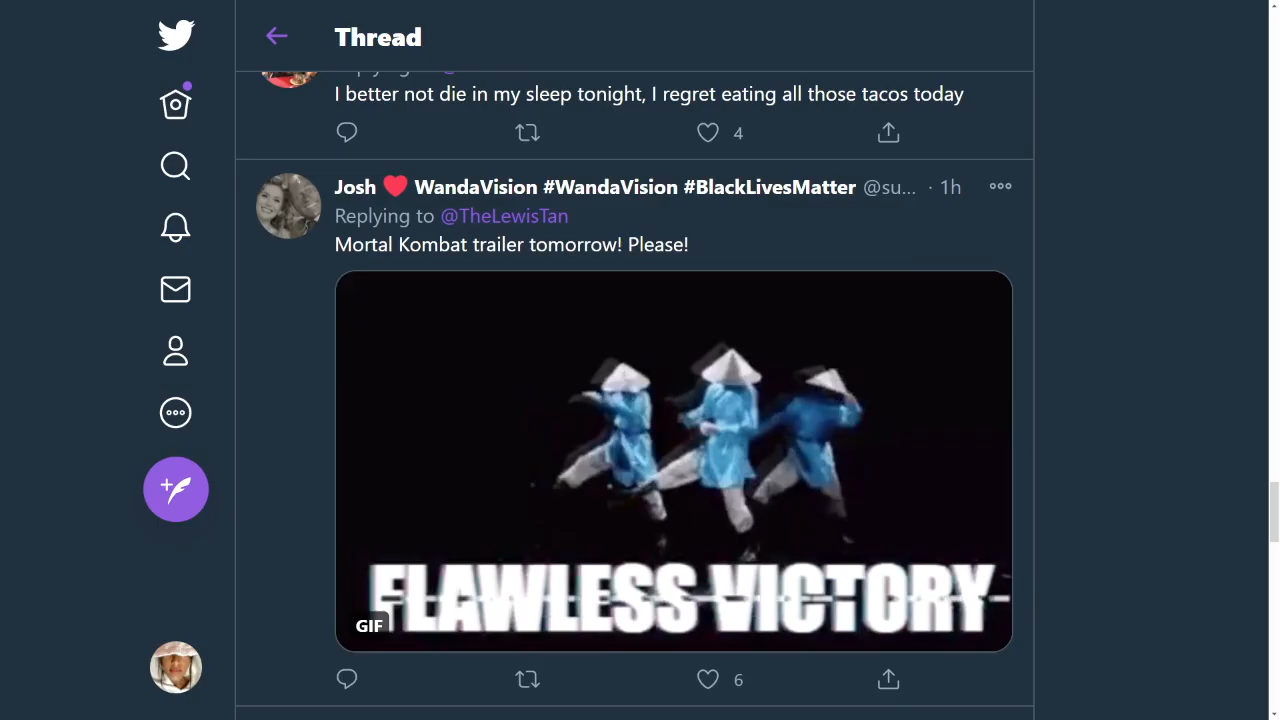 Thread
I better not die in my sleep tonight, I regret eating all those tacos today
4
Josh ❤️ WandaVision #WandaVision #BlackLivesMatter @su... · 1h
Replying to @TheLewisTan
Mortal Kombat trailer tomorrow! Please!
FLAWLESS VICTORY
GIF
6